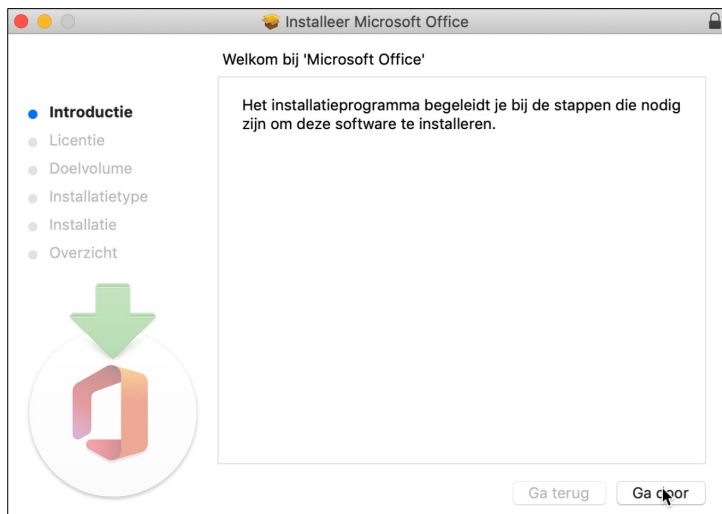 Installeer Microsoft Office
Welkom bij 'Microsoft Office'
Introductie
Licentie
Doelvolume
Installatietype
Installatie
Overzicht
Het installatieprogramma begeleidt je bij de stappen die nodig
zijn om deze software te installeren.
Ga terug
Ga door